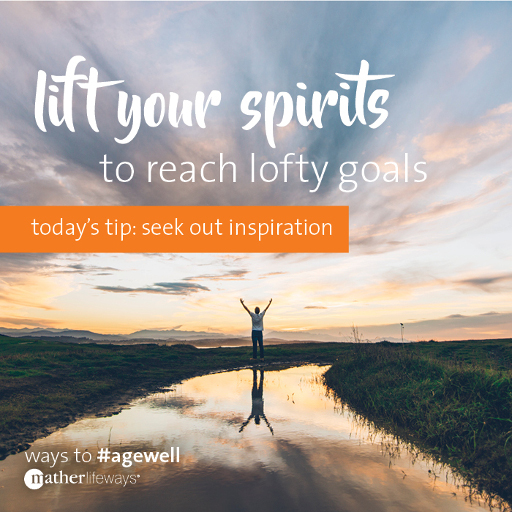 lift your spirits
to reach lofty goals
today's tip: seek out inspiration
ways to #agewell
matherlifeways®